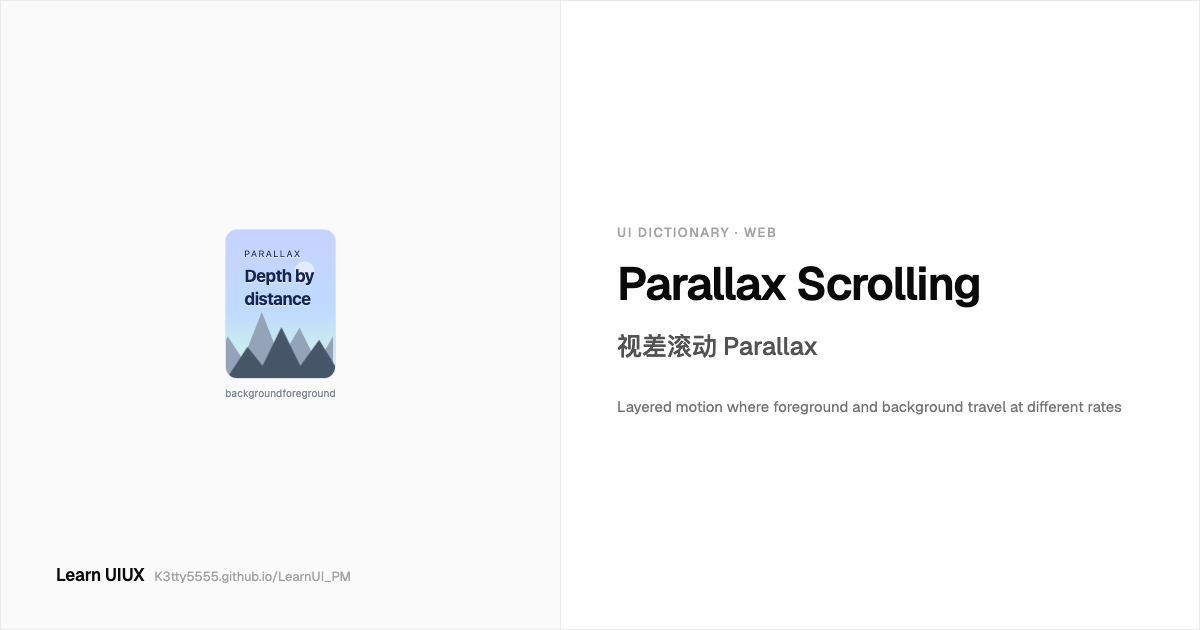 PARALLAX
Depth by
distance
backgroundforeground
Learn UIUX K3tty5555.github.io/LearnUI_PM
UI DICTIONARY · WEB
Parallax Scrolling
视差滚动 Parallax
Layered motion where foreground and background travel at different rates